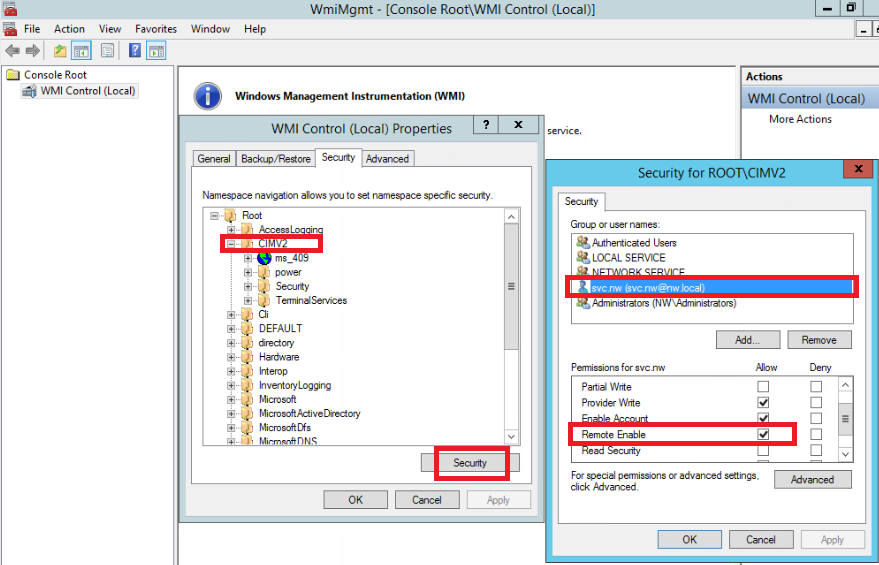 WmiMgmt - [Console Root\WMI Control (Local)]
File Action View Favorites Window Help
Console Root
WMI Control (Local)
Windows Management Instrumentation (WMI)
service.
Actions
WMI Control (Local)
More Actions
WMI Control (Local) Properties
? x
General Backup/Restore Security Advanced
Namespace navigation allows you to set namespace specific security.
Root
AccessLogging
CIMV2
ms_409
power
Security
TerminalServices
Cli
DEFAULT
directory
Hardware
Interop
InventoryLogging
Microsoft
MicrosoftActiveDirectory
MicrosoftDfs
MicrosoftDNS
Security
OK Cancel Apply
Security for ROOT\CIMV2
x
Security
Group or user names:
Authenticated Users
LOCAL SERVICE
NETWORK SERVICE
svc.nw (svc.nw@nw.local)
Administrators (NW\Administrators)
Add... Remove
Permissions for svc.nw Allow Deny
Partial Write
Provider Write
Enable Account
Remote Enable
Read Security
For special permissions or advanced settings,
click Advanced.
Advanced
OK Cancel Apply